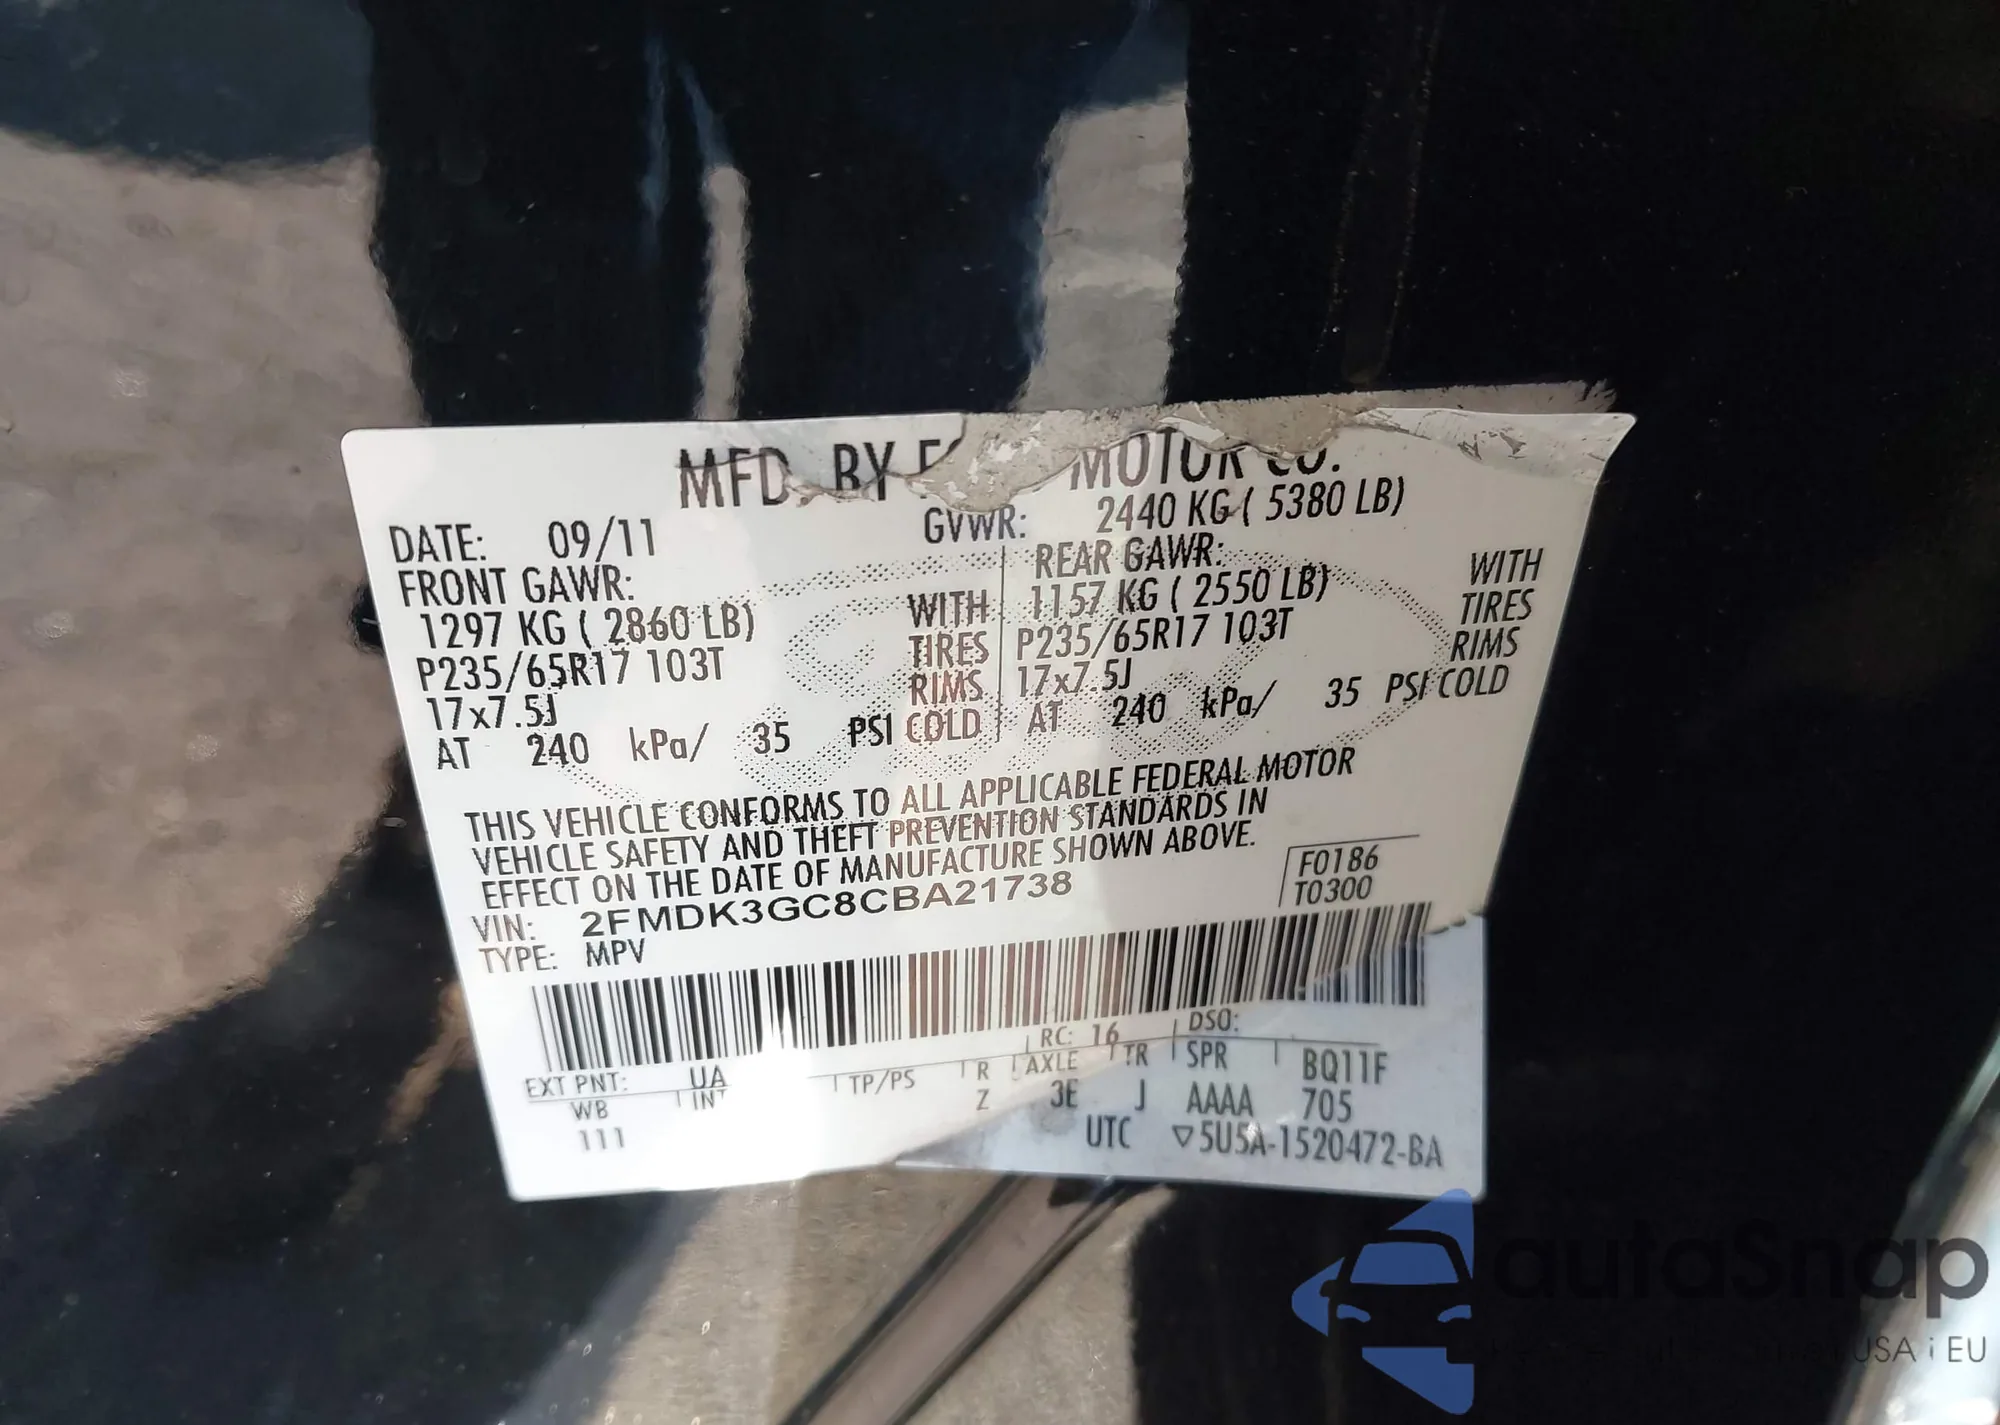 MFD. BY F MOTOR CO.
DATE: 09/11 GVWR: 2440 KG ( 5380 LB)
FRONT GAWR: REAR GAWR: WITH
1297 KG ( 2860 LB) WITH 1157 KG ( 2550 LB) TIRES
P235/65R17 103T TIRES P235/65R17 103T RIMS
17x7.5J RIMS 17x7.5J
AT 240 kPa/ 35 PSI COLD AT 240 kPa/ 35 PSI COLD
THIS VEHICLE CONFORMS TO ALL APPLICABLE FEDERAL MOTOR
VEHICLE SAFETY AND THEFT PREVENTION STANDARDS IN
EFFECT ON THE DATE OF MANUFACTURE SHOWN ABOVE.
VIN: 2FMDK3GC8CBA21738 F0186
TYPE: MPV T0300
EXT PNT: UA RC: 16 DSO:
WB INT TP/PS R AXLE TR SPR BQ11F
111 Z 3E J AAAA 705
UTC ▽5U5A-1520472-BA
autoSnap
USA i EU